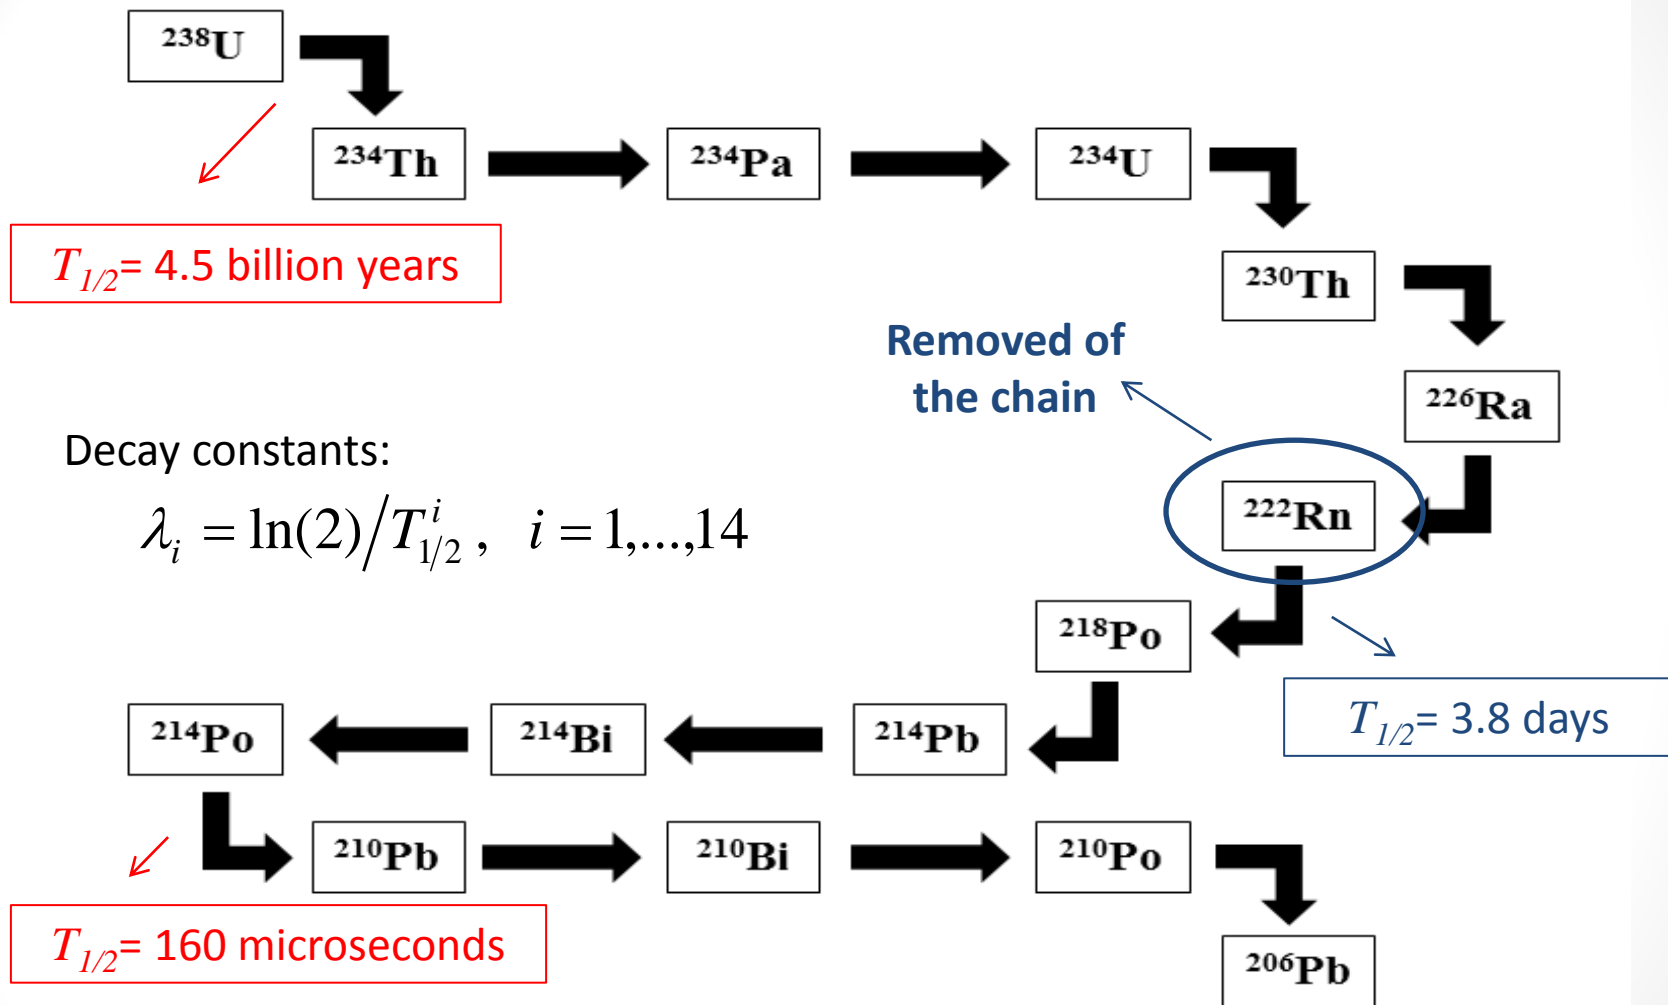 ²³⁸U
²³⁴Th
²³⁴Pa
²³⁴U
T₁/₂= 4.5 billion years
²³⁰Th
Removed of
the chain
²²⁶Ra
Decay constants:
λᵢ = ln(2)/T₁/₂ⁱ , i = 1,...,14
²²²Rn
²¹⁸Po
T₁/₂= 3.8 days
²¹⁴Po
²¹⁴Bi
²¹⁴Pb
²¹⁰Pb
²¹⁰Bi
²¹⁰Po
T₁/₂= 160 microseconds
²⁰⁶Pb